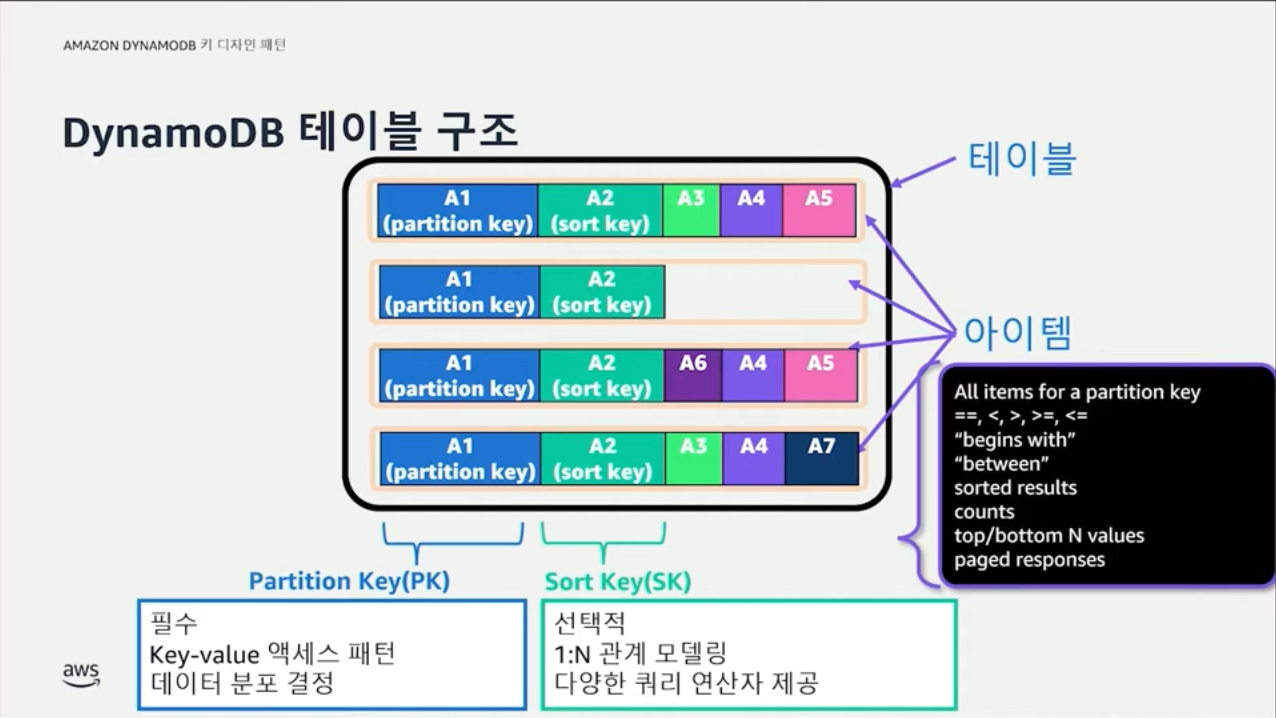 AMAZON DYNAMODB 키 디자인 패턴
DynamoDB 테이블 구조
테이블
A1
(partition key)
A2
(sort key)
A3
A4
A5
A1
(partition key)
A2
(sort key)
아이템
A1
(partition key)
A2
(sort key)
A6
A4
A5
A1
(partition key)
A2
(sort key)
A3
A4
A7
All items for a partition key
==, <, >, >=, <=
“begins with”
“between”
sorted results
counts
top/bottom N values
paged responses
Partition Key(PK)
필수
Key-value 액세스 패턴
데이터 분포 결정
Sort Key(SK)
선택적
1:N 관계 모델링
다양한 쿼리 연산자 제공
aws